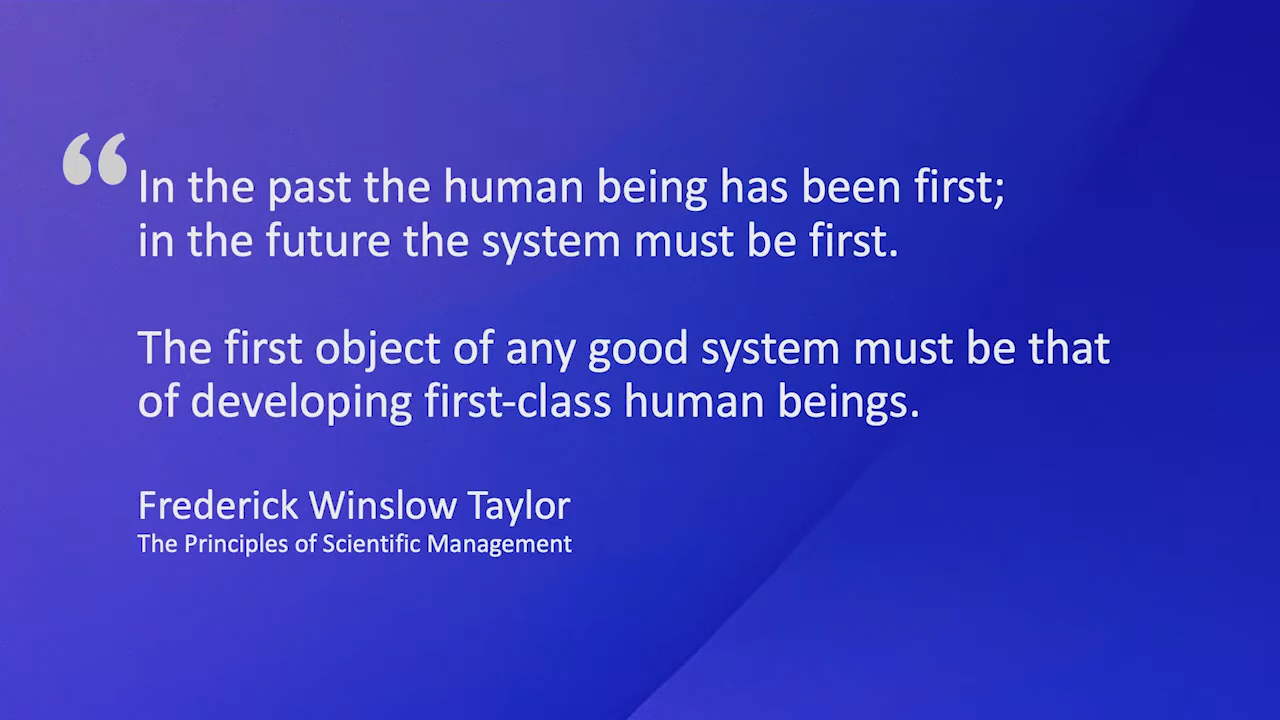 “In the past the human being has been first;
in the future the system must be first.
The first object of any good system must be that
of developing first-class human beings.
Frederick Winslow Taylor
The Principles of Scientific Management